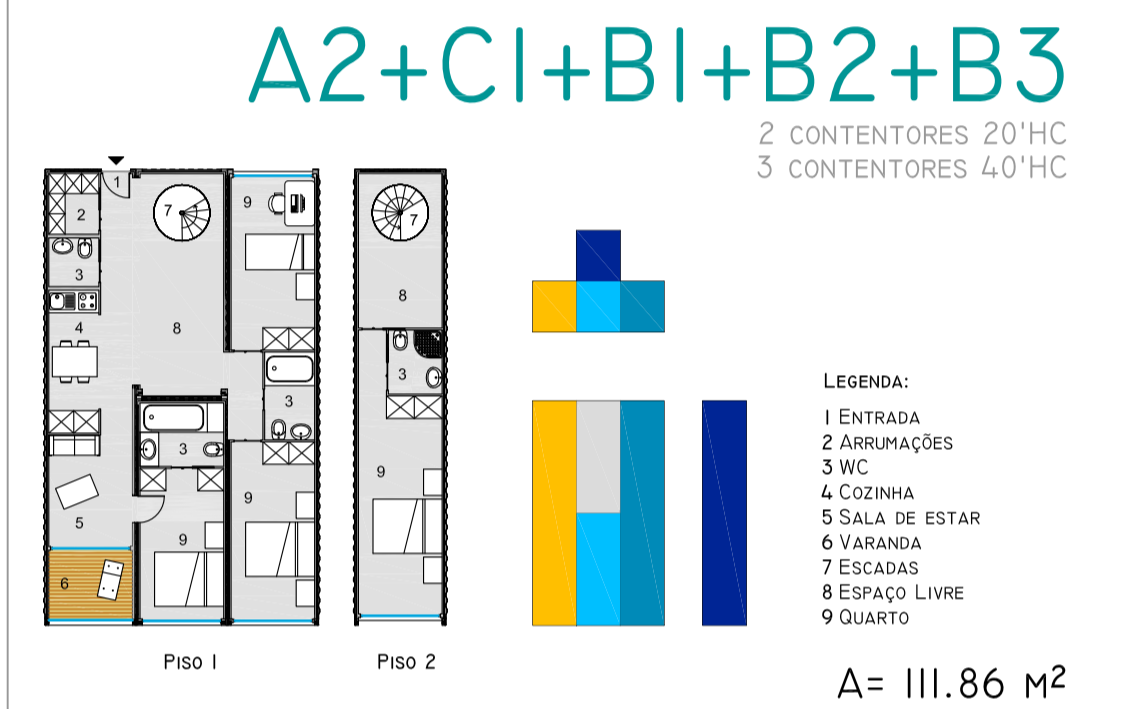 A2+C1+B1+B2+B3
2 CONTENTORES 20'HC
3 CONTENTORES 40'HC
1
2
3
4
5
6
7
8
9
3
9
3
9
7
8
3
9
PISO 1
PISO 2
LEGENDA:
1 ENTRADA
2 ARRUMAÇÕES
3 WC
4 COZINHA
5 SALA DE ESTAR
6 VARANDA
7 ESCADAS
8 ESPAÇO LIVRE
9 QUARTO
A= 111.86 M²